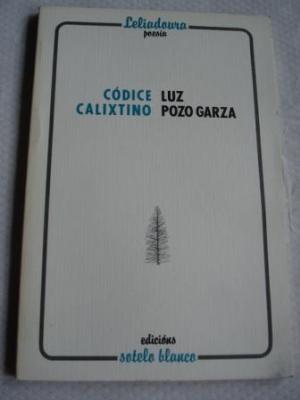 Leliadoura
poesía
CÓDICE LUZ
CALIXTINO POZO GARZA
edicións
sotelo blanco